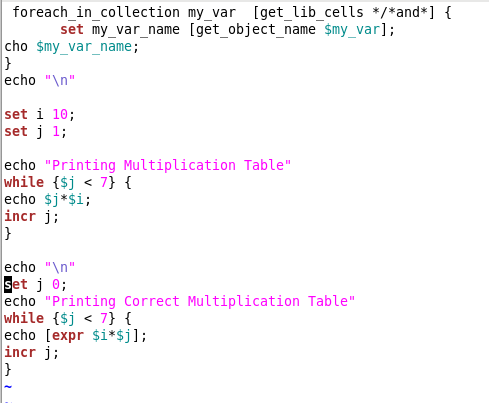 foreach_in_collection my_var  [get_lib_cells */*and*] {
       set my_var_name [get_object_name $my_var];
cho $my_var_name;
}
echo "\n"

set i 10;
set j 1;

echo "Printing Multiplication Table"
while {$j < 7} {
echo $j*$i;
incr j;
}

echo "\n"
set j 0;
echo "Printing Correct Multiplication Table"
while {$j < 7} {
echo [expr $i*$j];
incr j;
}
~